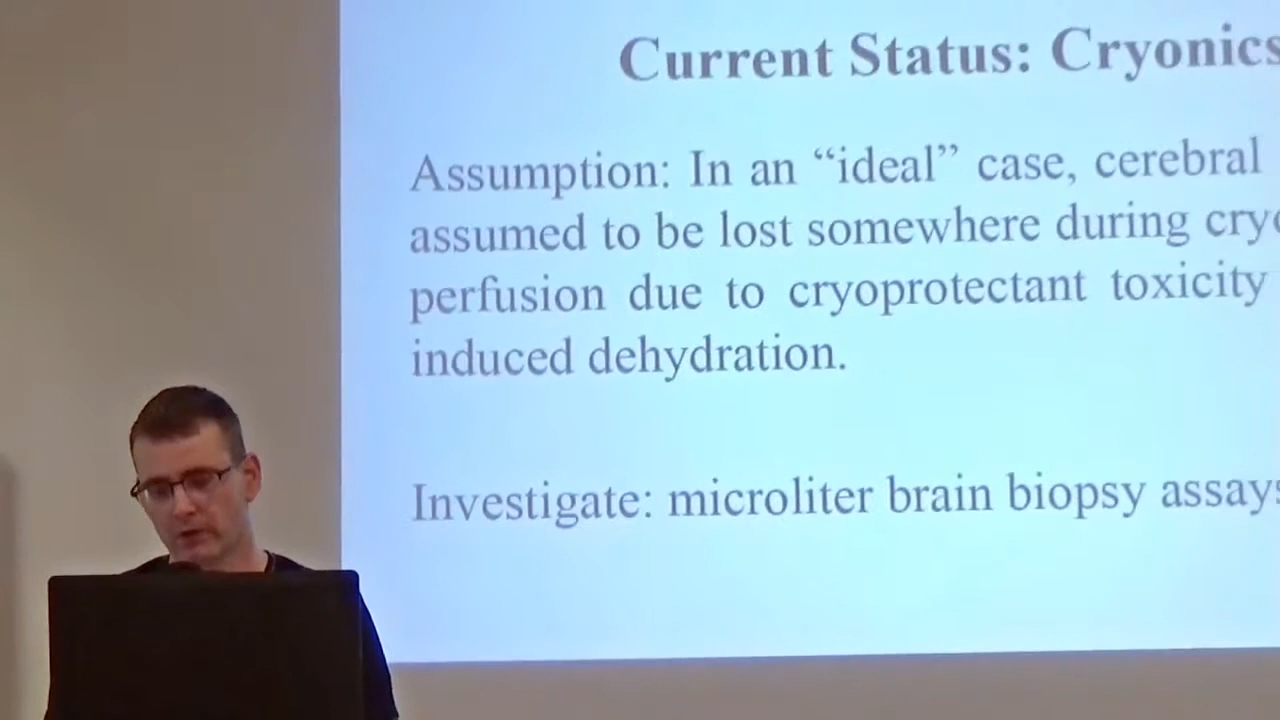 Current Status: Cryonics
Assumption: In an “ideal” case, cerebral
assumed to be lost somewhere during cryo
perfusion due to cryoprotectant toxicity
induced dehydration.
Investigate: microliter brain biopsy assays